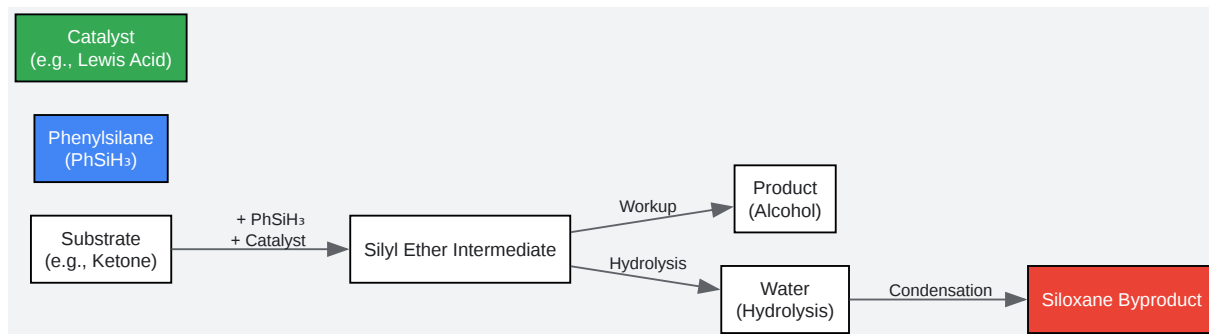 Catalyst
(e.g., Lewis Acid)
Phenylsilane
(PhSiH₃)
Substrate
(e.g., Ketone)
+ PhSiH₃
+ Catalyst
Silyl Ether Intermediate
Workup
Product
(Alcohol)
Hydrolysis
Water
(Hydrolysis)
Condensation
Siloxane Byproduct